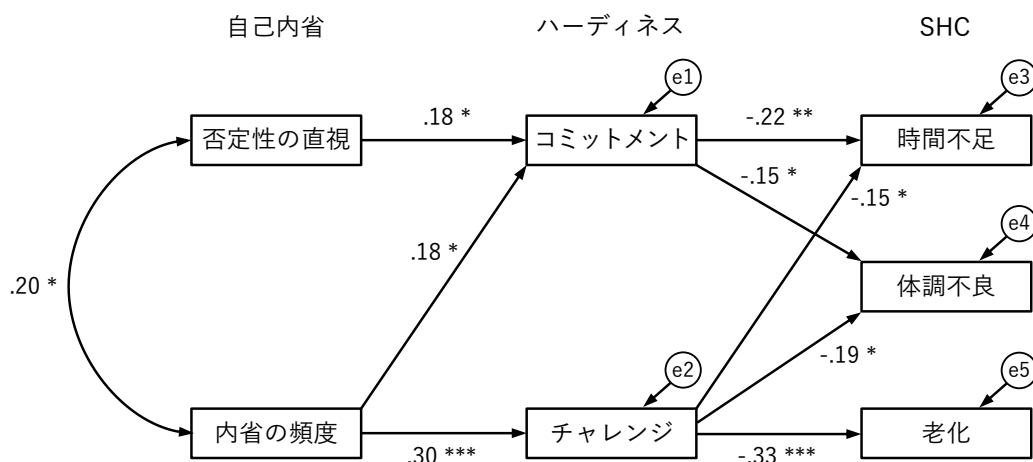 自己内省
ハーディネス
SHC
e1
e3
否定性の直視
.18 *
コミットメント
-.22 **
時間不足
-.15 *
-.15 *
e4
.18 *
.20 *
体調不良
-.19 *
e2
e5
内省の頻度
.30 ***
チャレンジ
-.33 ***
老化